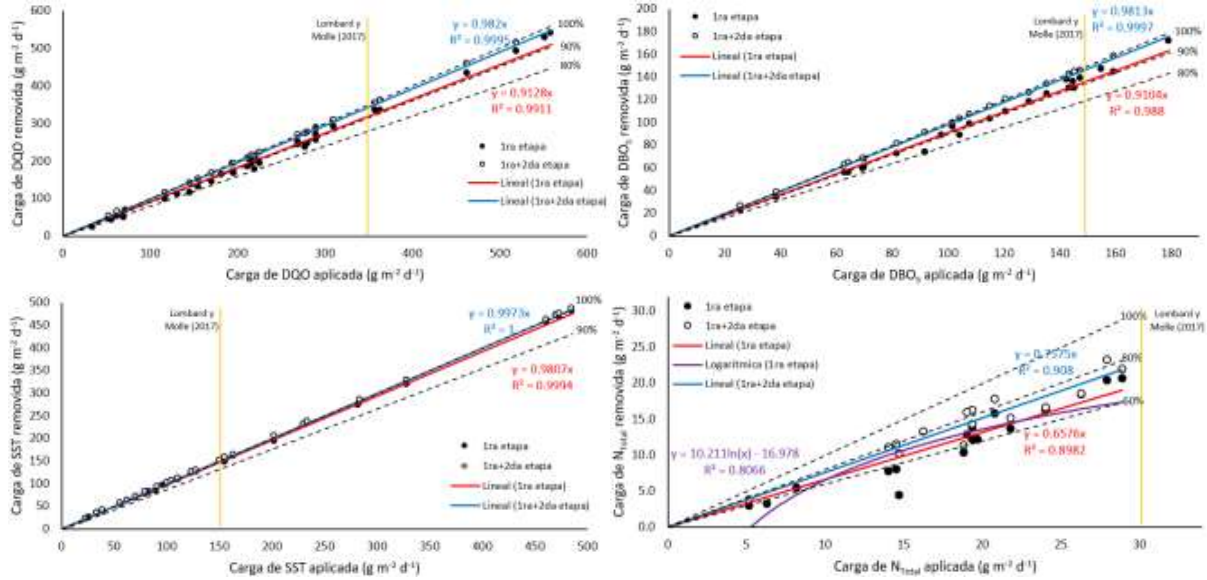 600
500
400
300
200
100
0
0
100
200
300
400
500
600
Carga de DQO removida (g m⁻² d⁻¹)
Carga de DQO aplicada (g m⁻² d⁻¹)
Lombard y
Molle (2017)
y = 0.982x
R² = 0.9995
100%
90%
80%
y = 0.9128x
R² = 0.9911
1ra etapa
1ra+2da etapa
Lineal (1ra etapa)
Lineal (1ra+2da etapa)
200
180
160
140
120
100
80
60
40
20
0
0
20
40
60
80
100
120
140
160
180
Carga de DBO₅ removida (g m⁻² d⁻¹)
Carga de DBO₅ aplicada (g m⁻² d⁻¹)
1ra etapa
1ra+2da etapa
Lineal (1ra etapa)
Lineal (1ra+2da etapa)
Lombard y
Molle (2017)
y = 0.9813x
R² = 0.9997
100%
90%
80%
y = 0.9104x
R² = 0.988
500
450
400
350
300
250
200
150
100
50
0
0
50
100
150
200
250
300
350
400
450
500
Carga de SST removida (g m⁻² d⁻¹)
Carga de SST aplicada (g m⁻² d⁻¹)
Lombard y
Molle (2017)
y = 0.9973x
R² = 1
100%
90%
y = 0.9807x
R² = 0.9994
1ra etapa
1ra+2da etapa
Lineal (1ra etapa)
Lineal (1ra+2da etapa)
30.0
25.0
20.0
15.0
10.0
5.0
0.0
0
5
10
15
20
25
30
Carga de N_Total removida (g m⁻² d⁻¹)
Carga de N_Total aplicada (g m⁻² d⁻¹)
1ra etapa
1ra+2da etapa
Lineal (1ra etapa)
Logarítmica (1ra etapa)
Lineal (1ra+2da etapa)
100%
Lombard y
Molle (2017)
y = 0.7575x
R² = 0.908
80%
60%
y = 10.211ln(x) - 16.978
R² = 0.8066
y = 0.6576x
R² = 0.8982